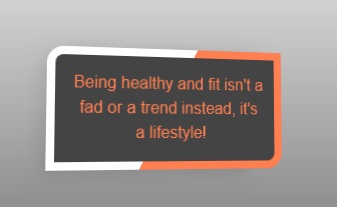 Being healthy and fit isn't a
fad or a trend instead, it's
a lifestyle!